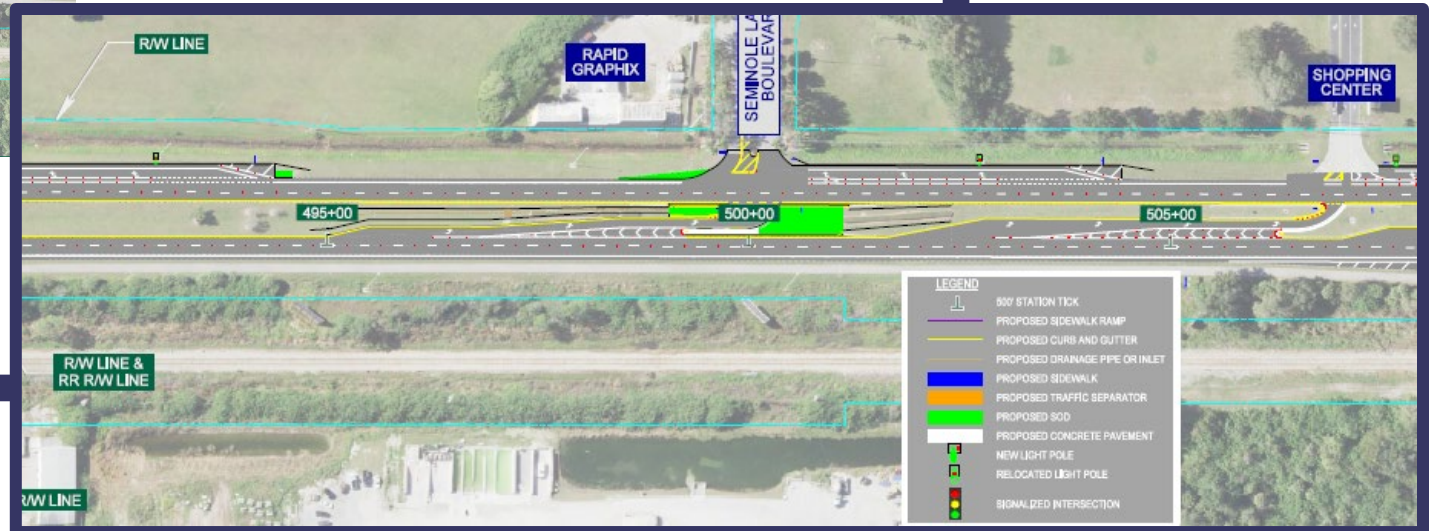 R/W LINE
RAPID
GRAPHIX
SEMINOLE LA
BOULEVAR
SHOPPING
CENTER
495+00
500+00
505+00
R/W LINE &
RR R/W LINE
R/W LINE
LEGEND
500' STATION TICK
PROPOSED SIDEWALK RAMP
PROPOSED CURB AND GUTTER
PROPOSED DRAINAGE PIPE OR INLET
PROPOSED SIDEWALK
PROPOSED TRAFFIC SEPARATOR
PROPOSED SOD
PROPOSED CONCRETE PAVEMENT
NEW LIGHT POLE
RELOCATED LIGHT POLE
SIGNALIZED INTERSECTION